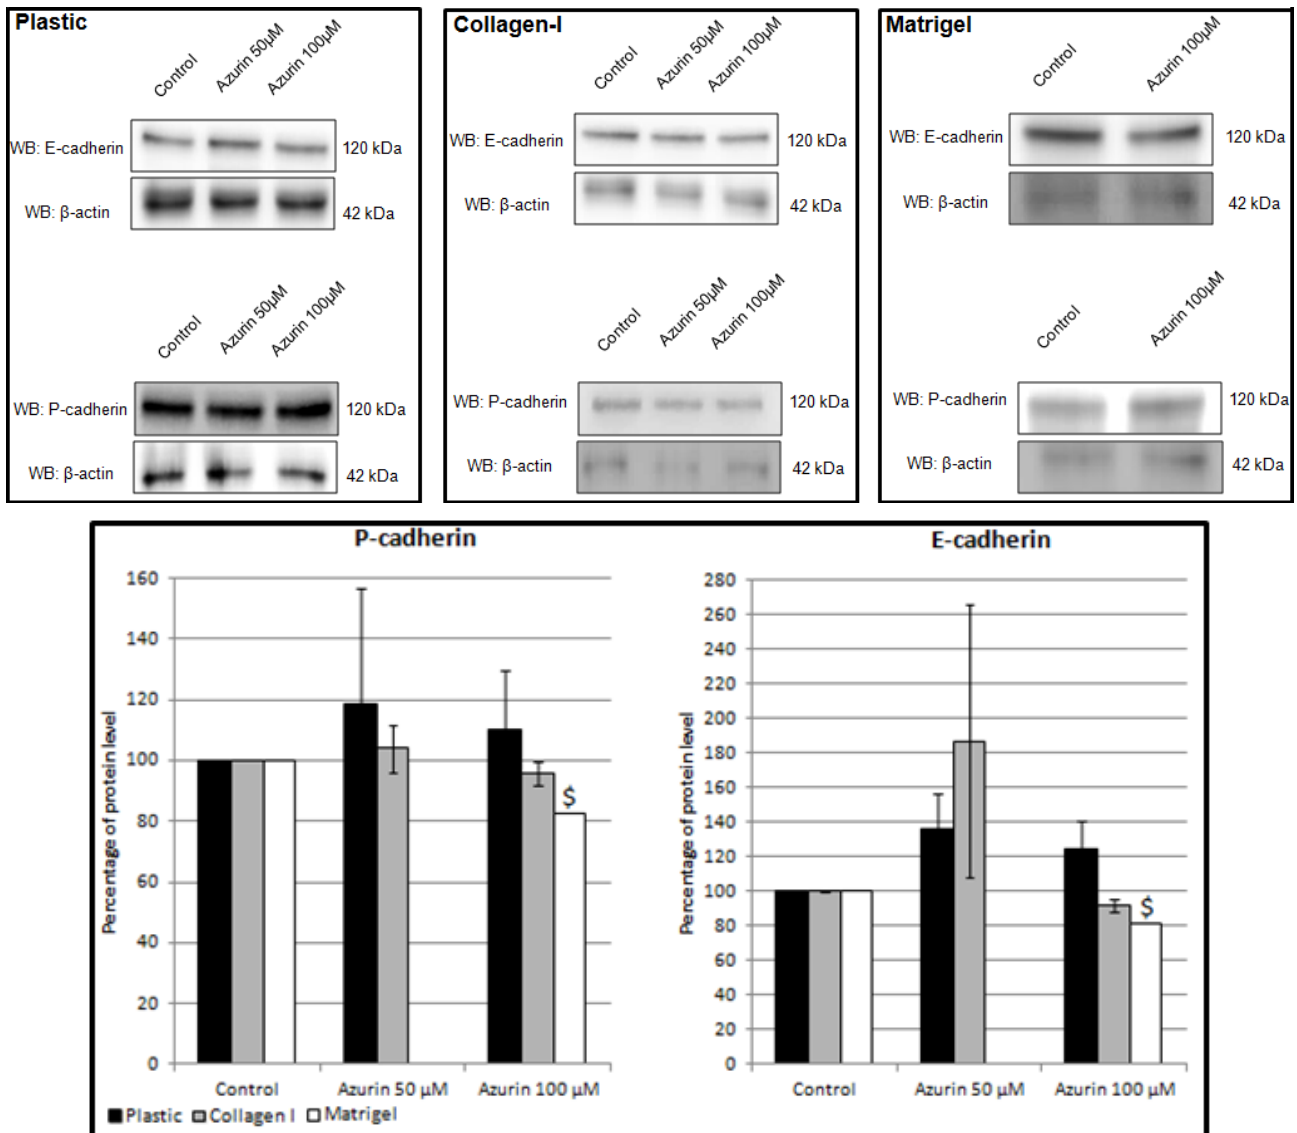 Plastic
Control
Azurin 50µM
Azurin 100µM
WB: E-cadherin
120 kDa
WB: β-actin
42 kDa
Control
Azurin 50µM
Azurin 100µM
WB: P-cadherin
120 kDa
WB: β-actin
42 kDa
Collagen-I
Control
Azurin 50µM
Azurin 100µM
WB: E-cadherin
120 kDa
WB: β-actin
42 kDa
Control
Azurin 50µM
Azurin 100µM
WB: P-cadherin
120 kDa
WB: β-actin
42 kDa
Matrigel
Control
Azurin 100µM
WB: E-cadherin
120 kDa
WB: β-actin
42 kDa
Control
Azurin 100µM
WB: P-cadherin
120 kDa
WB: β-actin
42 kDa
P-cadherin
Percentage of protein level
160
140
120
100
80
60
40
20
0
$
Control
Azurin 50 µM
Azurin 100 µM
Plastic
Collagen I
Matrigel
E-cadherin
Percentage of protein level
280
260
240
220
200
180
160
140
120
100
80
60
40
20
0
$
Control
Azurin 50 µM
Azurin 100 µM